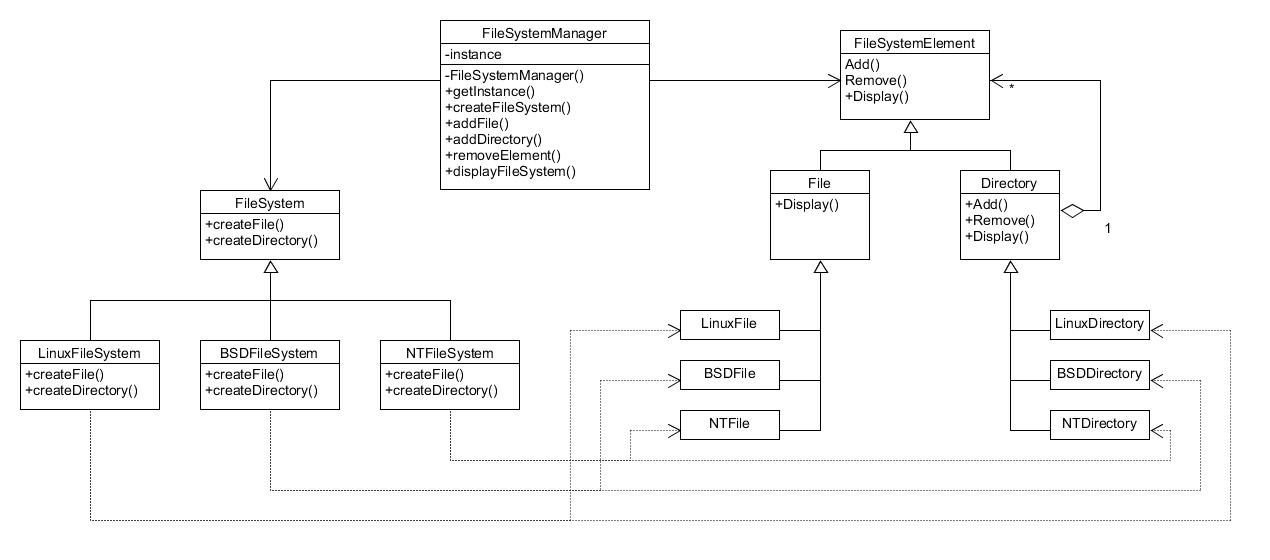 FileSystemManager
-instance
-FileSystemManager()
+getInstance()
+createFileSystem()
+addFile()
+addDirectory()
+removeElement()
+displayFileSystem()
FileSystemElement
Add()
Remove()
+Display()
*
1
FileSystem
+createFile()
+createDirectory()
File
+Display()
Directory
+Add()
+Remove()
+Display()
LinuxFileSystem
+createFile()
+createDirectory()
BSDFileSystem
+createFile()
+createDirectory()
NTFileSystem
+createFile()
+createDirectory()
LinuxFile
BSDFile
NTFile
LinuxDirectory
BSDDirectory
NTDirectory